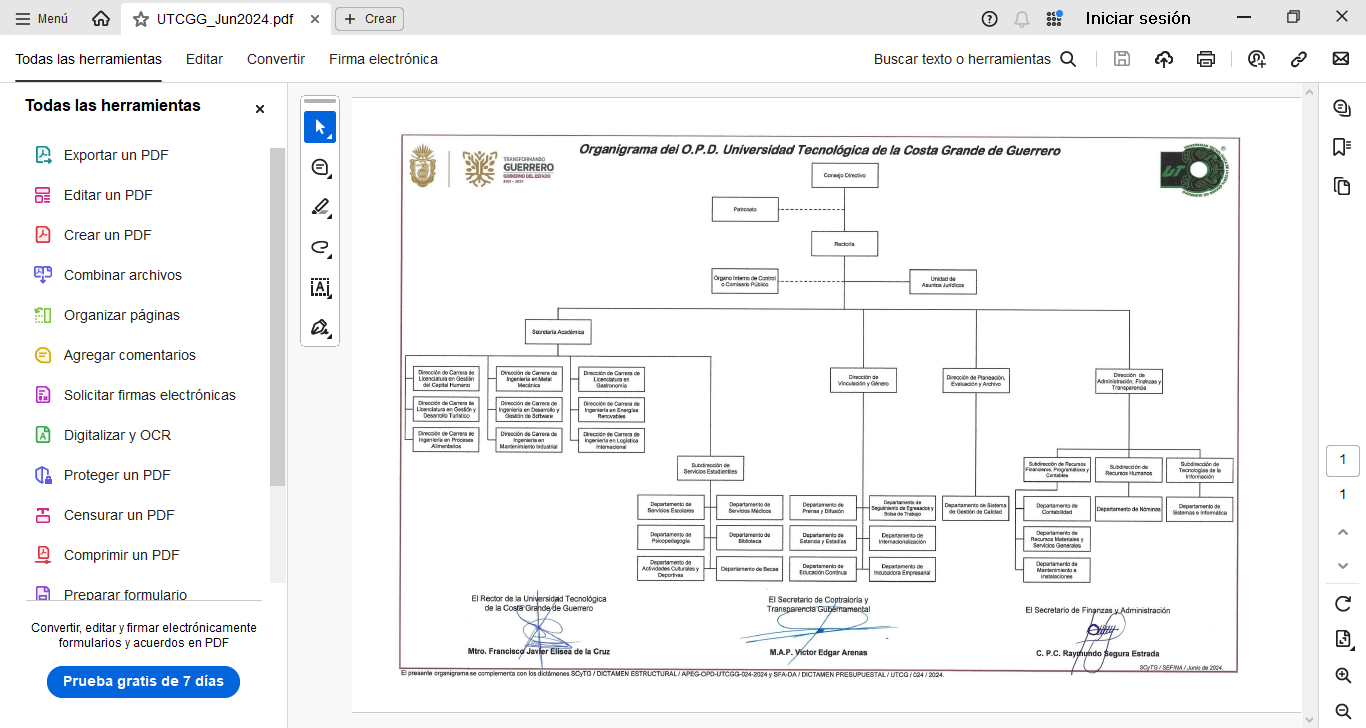 Menú
UTCGG_Jun2024.pdf
Crear
Iniciar sesión
Todas las herramientas
Editar
Convertir
Firma electrónica
Buscar texto o herramientas
Todas las herramientas
Exportar un PDF
Editar un PDF
Crear un PDF
Combinar archivos
Organizar páginas
Agregar comentarios
Solicitar firmas electrónicas
Digitalizar y OCR
Proteger un PDF
Censurar un PDF
Comprimir un PDF
Preparar formulario
Convertir, editar y firmar electrónicamente
formularios y acuerdos en PDF
Prueba gratis de 7 días
TRANSFORMANDO
GUERRERO
GOBIERNO DEL ESTADO
2021 - 2027
Organigrama del O.P.D. Universidad Tecnológica de la Costa Grande de Guerrero
UT
Consejo Directivo
Patronato
Rectoría
Órgano Interno de Control
o Comisario Público
Unidad de
Asuntos Jurídicos
Secretaría Académica
Dirección de Carrera de
Licenciatura en Gestión
del Capital Humano
Dirección de Carrera de
Ingeniería en Metal
Mecánica
Dirección de Carrera de
Licenciatura en
Gastronomía
Dirección de
Vinculación y Género
Dirección de Planeación,
Evaluación y Archivo
Dirección de
Administración, Finanzas y
Transparencia
Dirección de Carrera de
Licenciatura en Gestión y
Desarrollo Turístico
Dirección de Carrera de
Ingeniería en Desarrollo y
Gestión de Software
Dirección de Carrera de
Ingeniería en Energías
Renovables
Dirección de Carrera de
Ingeniería en Procesos
Alimentarios
Dirección de Carrera de
Ingeniería en
Mantenimiento Industrial
Dirección de Carrera de
Ingeniería en Logística
Internacional
Subdirección de
Servicios Estudiantiles
Subdirección de Recursos
Financieros, Programáticos y
Contables
Subdirección de
Recursos Humanos
Subdirección de
Tecnologías de la
Información
Departamento de
Servicios Escolares
Departamento de
Servicios Médicos
Departamento de
Prensa y Difusión
Departamento de
Seguimiento de Egresados y
Bolsa de Trabajo
Departamento de Sistema
de Gestión de Calidad
Departamento de
Contabilidad
Departamento de Nóminas
Departamento de
Sistemas e Informática
Departamento de
Psicopedagogía
Departamento de
Biblioteca
Departamento de
Estancia y Estadías
Departamento de
Internacionalización
Departamento de
Recursos Materiales y
Servicios Generales
Departamento de
Actividades Culturales y
Deportivas
Departamento de Becas
Departamento de
Educación Continua
Departamento de
Incubadora Empresarial
Departamento de
Mantenimiento a
Instalaciones
El Rector de la Universidad Tecnológica
de la Costa Grande de Guerrero
Mtro. Francisco Javier Elisea de la Cruz
El Secretario de Contraloría y
Transparencia Gubernamental
M.A.P. Victor Edgar Arenas
El Secretario de Finanzas y Administración
C. P.C. Raymundo Segura Estrada
SCyTG / SEFINA / Junio de 2024.
El presente organigrama se complementa con los dictámenes SCyTG / DICTAMEN ESTRUCTURAL / APEG-OPD-UTCGG-024-2024 y SFA-DA / DICTAMEN PRESUPUESTAL / UTCG / 024 / 2024.
1
1